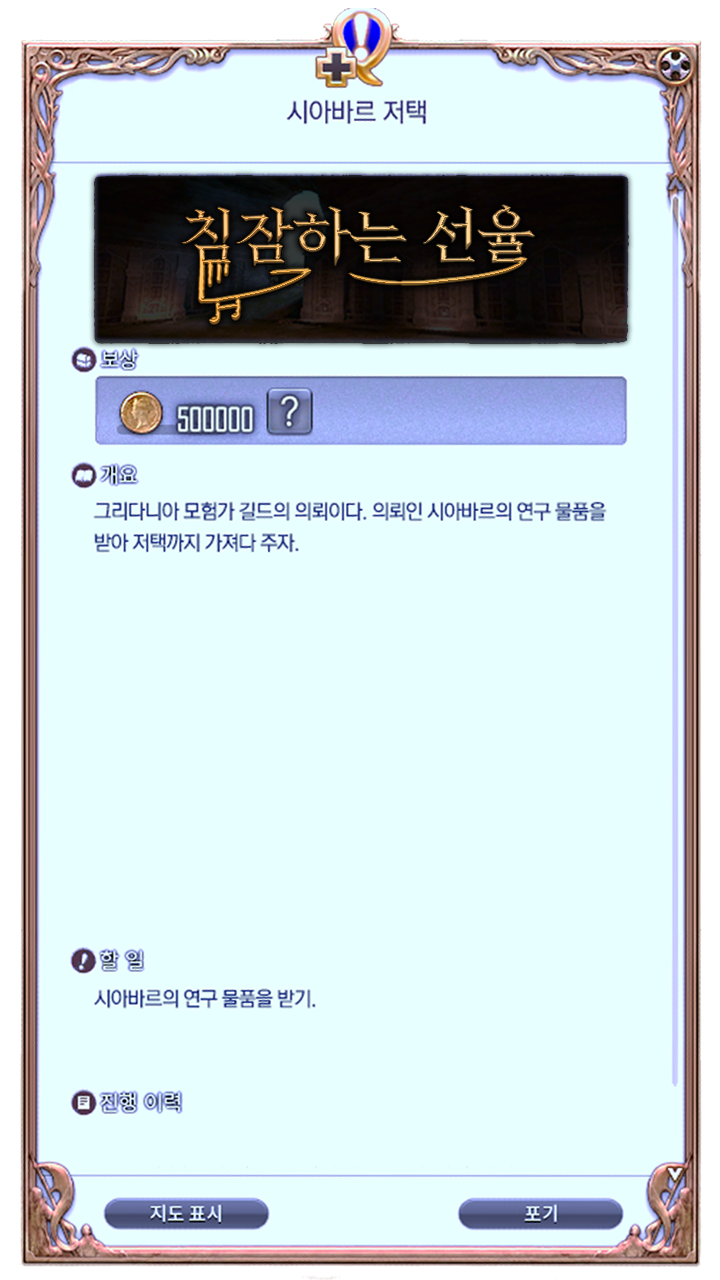 시아바르 저택
침잠하는 선율
보상
500000 ?
개요
그리다니아 모험가 길드의 의뢰이다. 의뢰인 시아바르의 연구 물품을
받아 저택까지 가져다 주자.
할 일
시아바르의 연구 물품을 받기.
진행 이력
지도 표시
포기